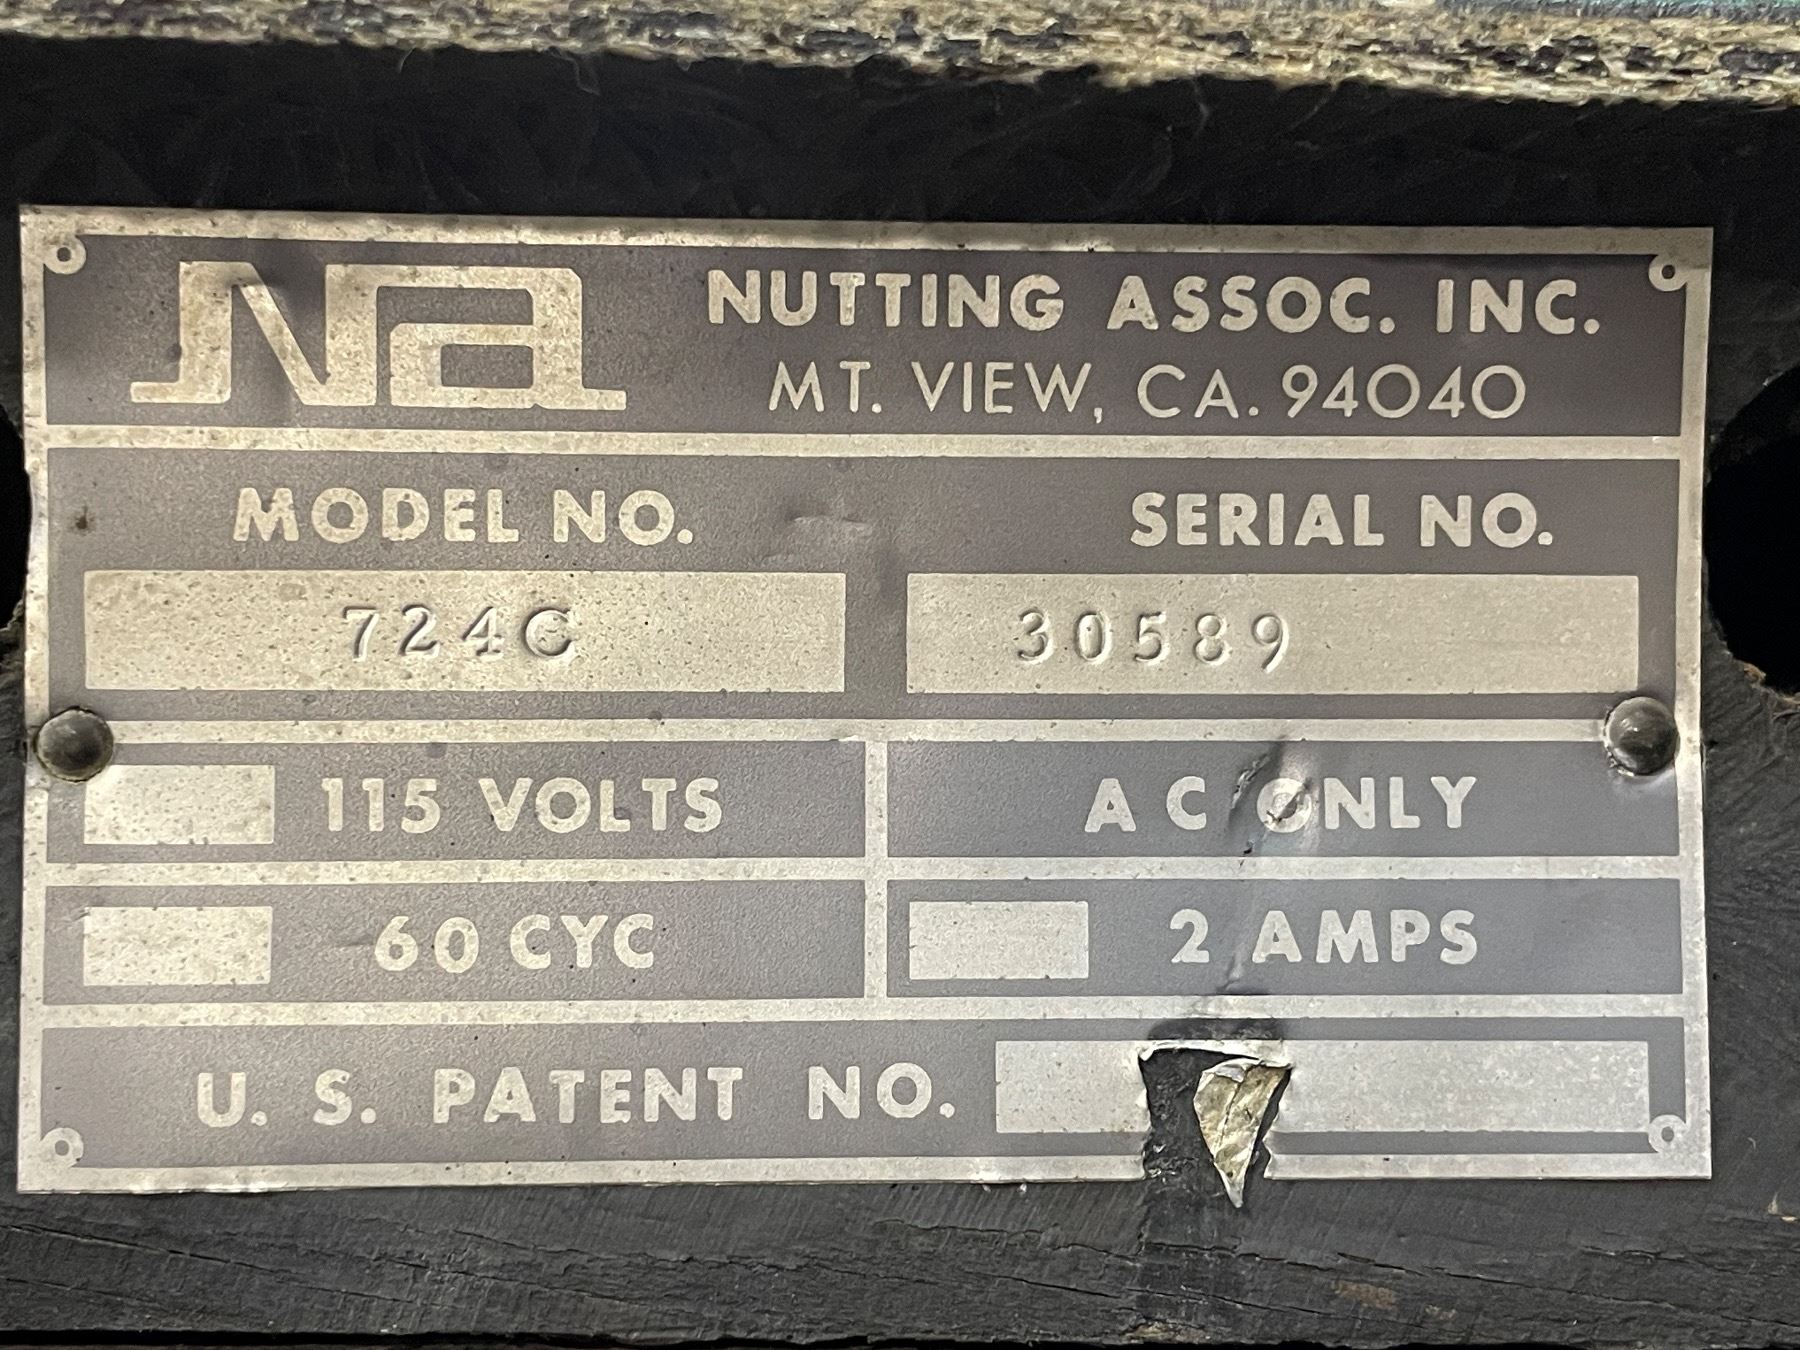 Na
NUTTING ASSOC. INC.
MT. VIEW, CA. 94040
MODEL NO.
SERIAL NO.
724C
30589
115 VOLTS
A C ONLY
60 CYC
2 AMPS
U. S. PATENT NO.